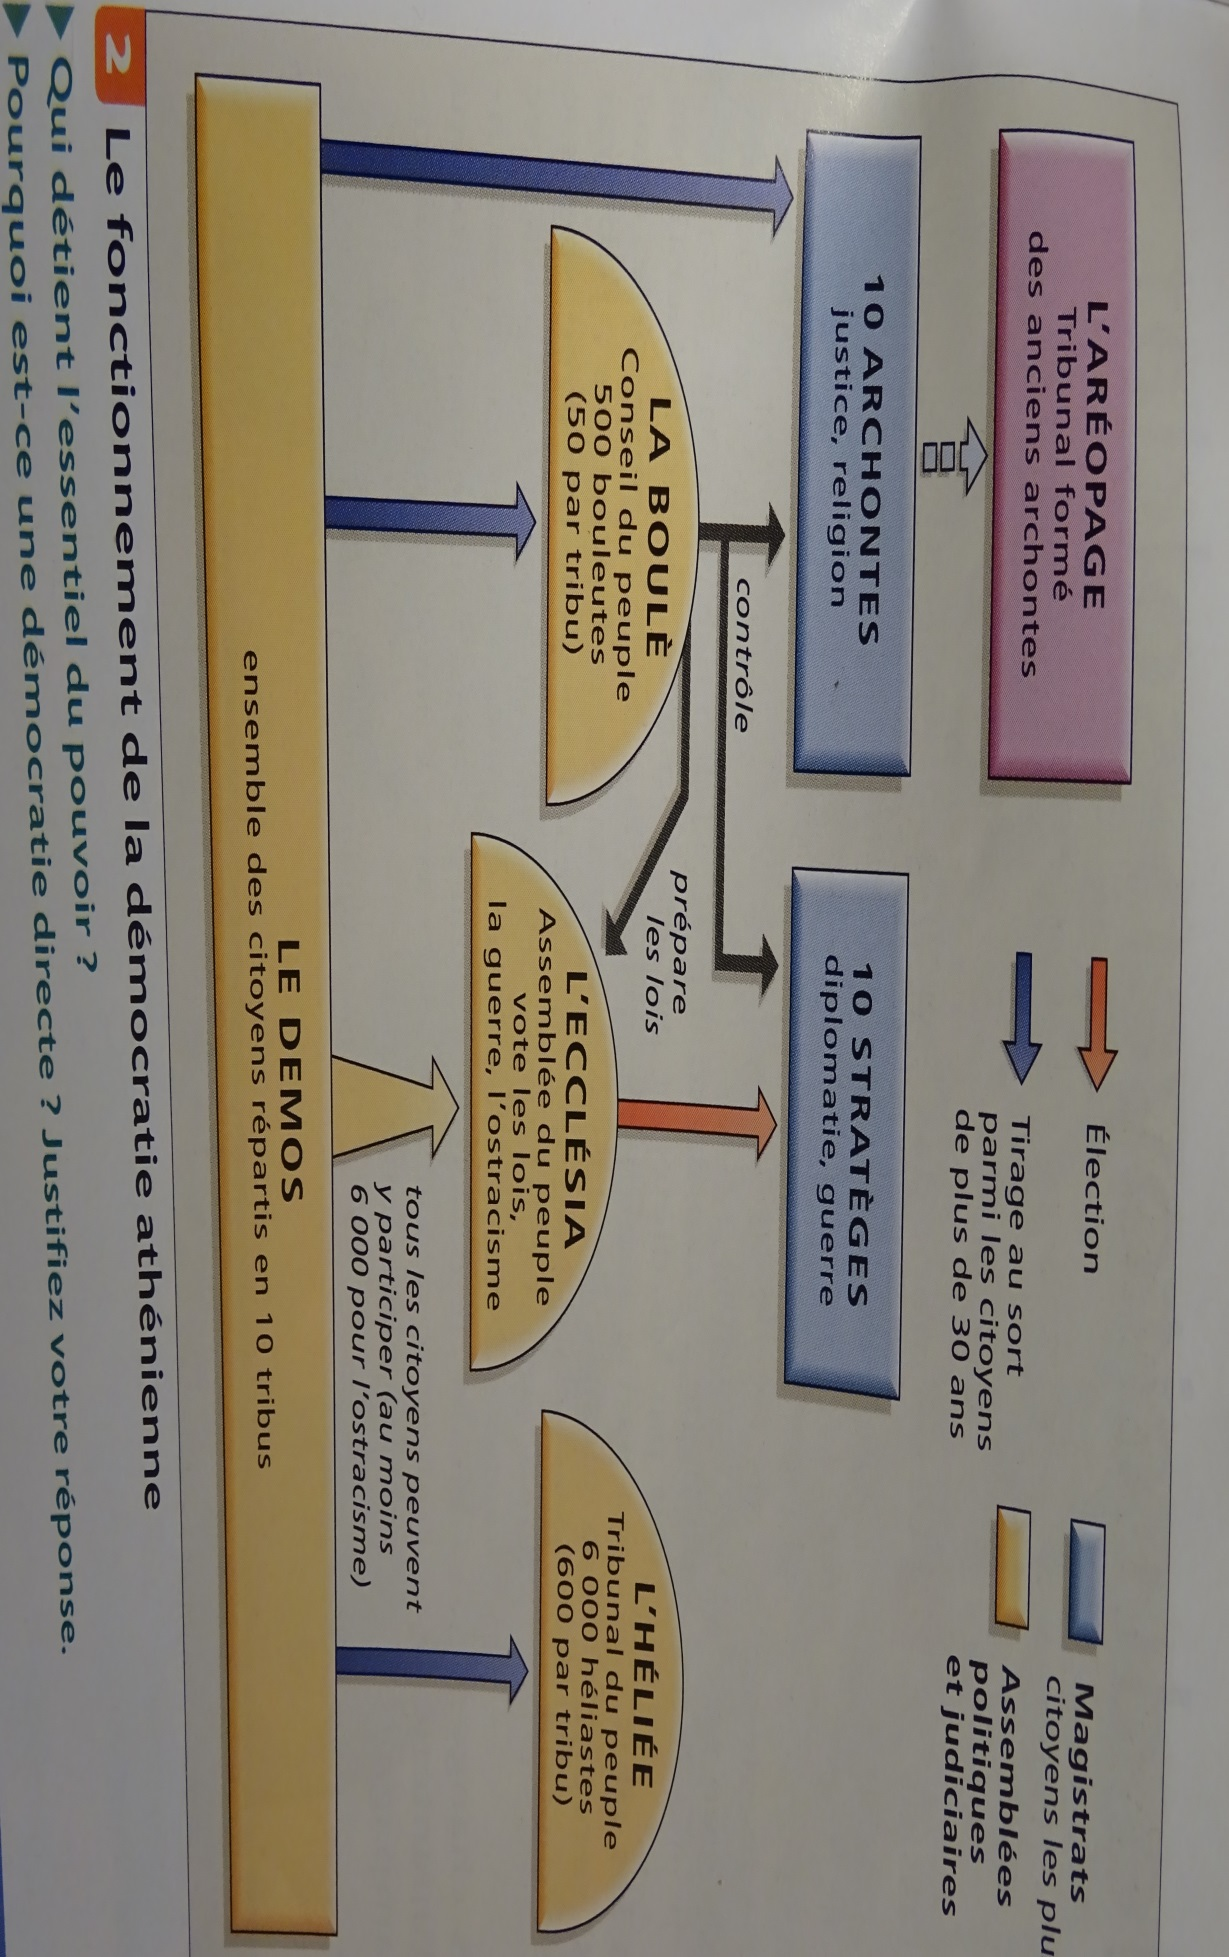 L'ARÉOPAGE
Tribunal formé
des anciens archontes
Élection
Tirage au sort
parmi les citoyens
de plus de 30 ans
Magistrats
citoyens les
Assemblées
politiques
et judiciaires
10 ARCHONTES
justice, religion
10 STRATÈGES
diplomatie, guerre
contrôle
prépare
les lois
LA BOULÈ
Conseil du peuple
500 bouleutes
(50 par tribu)
L'ECCLÉSIA
Assemblée du peuple
vote les lois,
la guerre, l'ostracisme
L'HÉLIÉE
Tribunal du peuple
6 000 héliastes
(600 par tribu)
tous les citoyens peuvent
y participer (au moins
6 000 pour l'ostracisme)
LE DEMOS
ensemble des citoyens répartis en 10 tribus
2 Le fonctionnement de la démocratie athénienne
Qui détient l'essentiel du pouvoir ?
Pourquoi est-ce une démocratie directe ? Justifiez votre réponse.